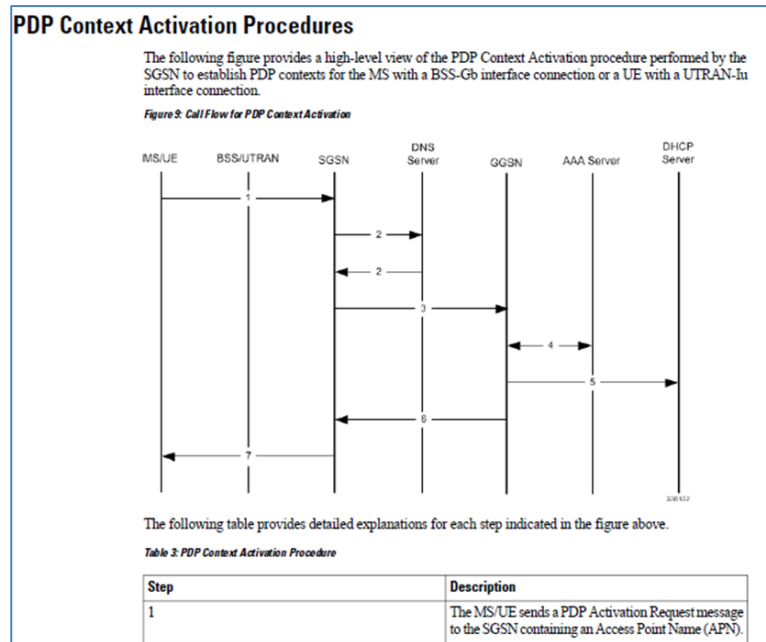 PDP Context Activation Procedures
The following figure provides a high-level view of the PDP Context Activation procedure performed by the
SGSN to establish PDP contexts for the MS with a BSS-Gb interface connection or a UE with a UTRAN-Iu
interface connection.
Figure 9: Call Flow for PDP Context Activation
MS/UE BSS/UTRAN SGSN DNS Server GGSN AAA Server DHCP Server
1
2
2
3
4
5
6
7
The following table provides detailed explanations for each step indicated in the figure above.
Table 3: PDP Context Activation Procedure
Step Description
1 The MS/UE sends a PDP Activation Request message
to the SGSN containing an Access Point Name (APN).